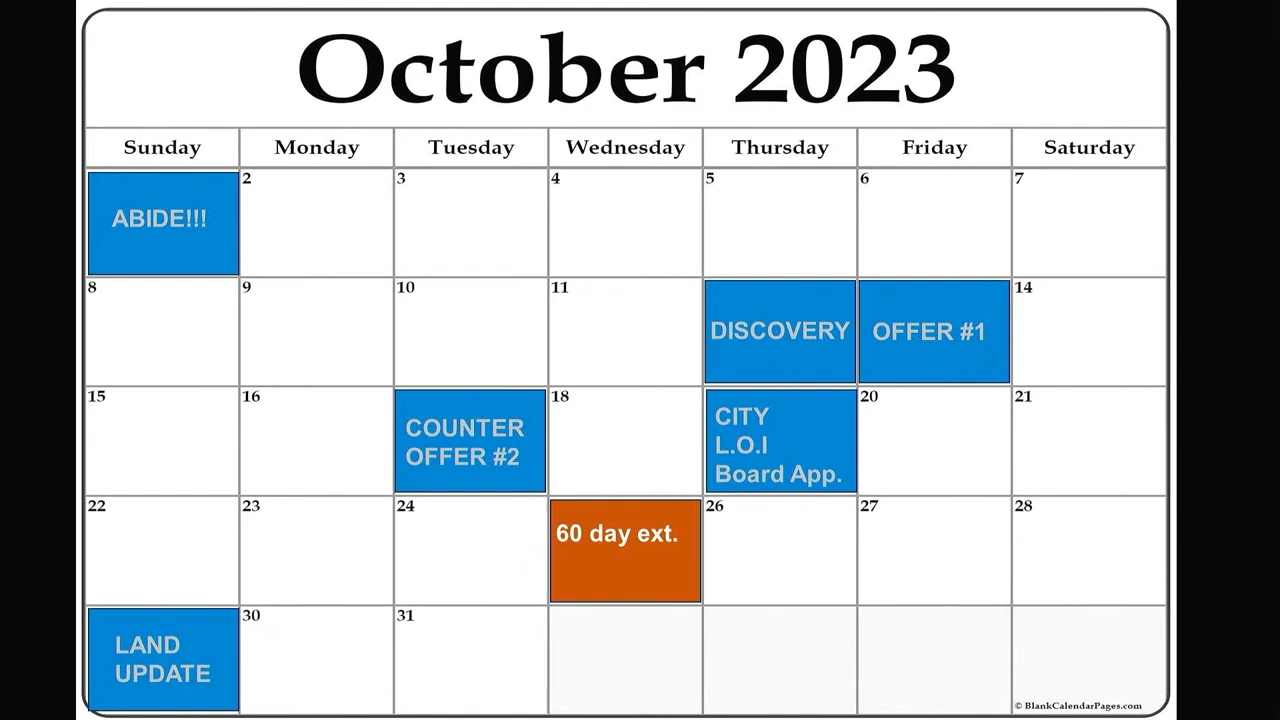 October 2023
Sunday Monday Tuesday Wednesday Thursday Friday Saturday
ABIDE!!! 2 3 4 5 6 7
8 9 10 11 DISCOVERY OFFER #1 14
15 16 COUNTER OFFER #2 18 CITY L.O.I Board App. 20 21
22 23 24 60 day ext. 26 27 28
LAND UPDATE 30 31
© BlankCalendarPages.com